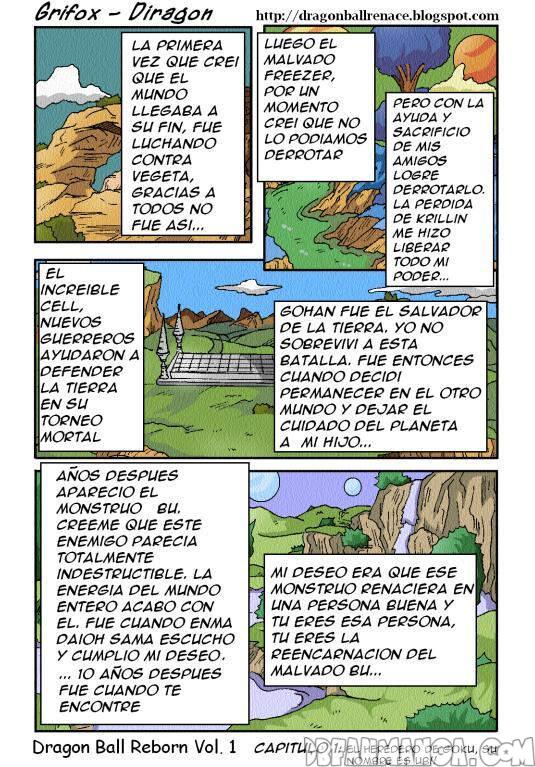 Grifox - Diragon
http://dragonballrenace.blogspot.com
LA PRIMERA
VEZ QUE CREI
QUE EL
MUNDO
LLEGABA A
SU FIN, FUE
LUCHANDO
CONTRA
VEGETA,
GRACIAS A
TODOS NO
FUE ASI...
LUEGO EL
MALVADO
FREEZER,
POR UN
MOMENTO
CREI QUE NO
LO PODIAMOS
DERROTAR
PERO CON LA
AYUDA Y
SACRIFICIO
DE MIS
AMIGOS
LOGRE
DERROTARLO.
LA PERDIDA
DE KRILLIN
ME HIZO
LIBERAR
TODO MI
PODER...
EL
INCREIBLE
CELL,
NUEVOS
GUERREROS
AYUDARON A
DEFENDER
LA TIERRA
EN SU
TORNEO
MORTAL
GOHAN FUE EL SALVADOR
DE LA TIERRA. YO NO
SOBREVIVI A ESTA
BATALLA. FUE ENTONCES
CUANDO DECIDI
PERMANECER EN EL OTRO
MUNDO Y DEJAR EL
CUIDADO DEL PLANETA
A MI HIJO...
AÑOS DESPUES
APARECIO EL
MONSTRUO BU.
CREEME QUE ESTE
ENEMIGO PARECIA
TOTALMENTE
INDESTRUCTIBLE. LA
ENERGIA DEL MUNDO
ENTERO ACABO CON
EL. FUE CUANDO ENMA
DAIOH SAMA ESCUCHO
Y CUMPLIO MI DESEO.
... 10 AÑOS DESPUES
FUE CUANDO TE
ENCONTRE
MI DESEO ERA QUE ESE
MONSTRUO RENACIERA EN
UNA PERSONA BUENA Y
TU ERES ESA PERSONA,
TU ERES LA
REENCARNACION DEL
MALVADO BU...
Dragon Ball Reborn Vol. 1
CAPITULO 1: EL HEREDERO DE GOKU, SU
NOMBRE ES UBU